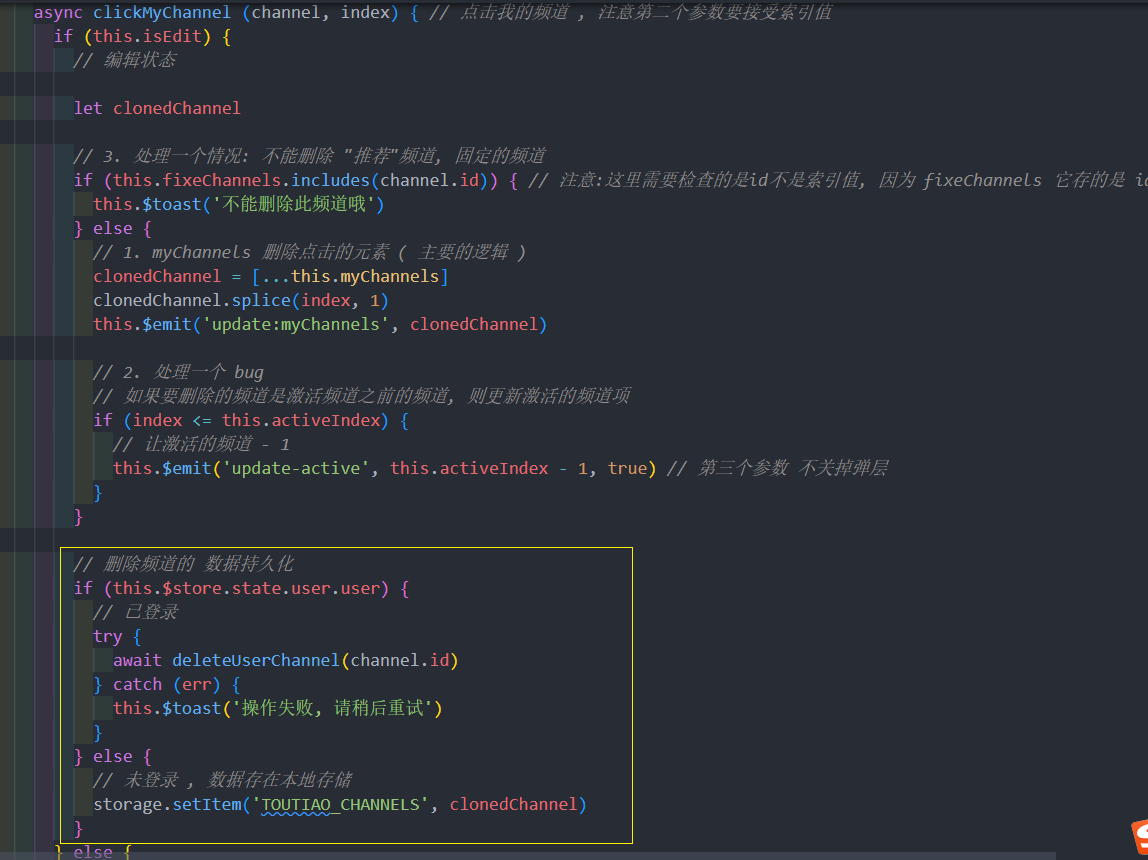 async clickMyChannel (channel, index) { // 点击我的频道 , 注意第二个参数要接受索引值
if (this.isEdit) {
// 编辑状态
let clonedChannel
// 3. 处理一个情况: 不能删除 "推荐"频道, 固定的频道
if (this.fixeChannels.includes(channel.id)) { // 注意:这里需要检查的是id不是索引值, 因为 fixeChannels 它存的是
this.$toast('不能删除此频道哦')
} else {
// 1. myChannels 删除点击的元素 ( 主要的逻辑 )
clonedChannel = [...this.myChannels]
clonedChannel.splice(index, 1)
this.$emit('update:myChannels', clonedChannel)
// 2. 处理一个 bug
// 如果要删除的频道是激活频道之前的频道, 则更新激活的频道项
if (index <= this.activeIndex) {
// 让激活的频道 - 1
this.$emit('update-active', this.activeIndex - 1, true) // 第三个参数 不关掉弹层
}
}
// 删除频道的 数据持久化
if (this.$store.state.user.user) {
// 已登录
try {
await deleteUserChannel(channel.id)
} catch (err) {
this.$toast('操作失败, 请稍后重试')
}
} else {
// 未登录 , 数据存在本地存储
storage.setItem('TOUTIAO_CHANNELS', clonedChannel)
}
} else {